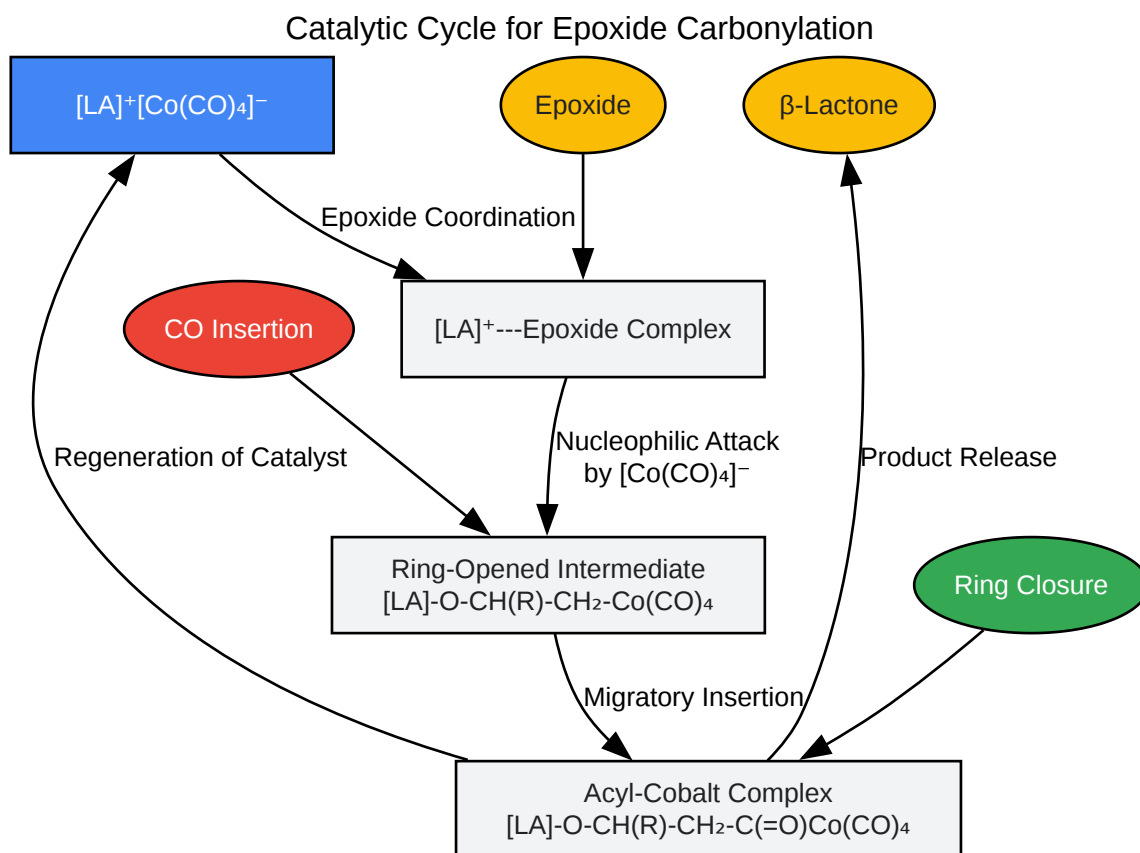 Catalytic Cycle for Epoxide Carbonylation
[LA]⁺[Co(CO)₄]⁻
Epoxide
β-Lactone
Epoxide Coordination
CO Insertion
[LA]⁺---Epoxide Complex
Regeneration of Catalyst
Nucleophilic Attack
by [Co(CO)₄]⁻
Product Release
Ring-Opened Intermediate
[LA]-O-CH(R)-CH₂-Co(CO)₄
Ring Closure
Migratory Insertion
Acyl-Cobalt Complex
[LA]-O-CH(R)-CH₂-C(=O)Co(CO)₄